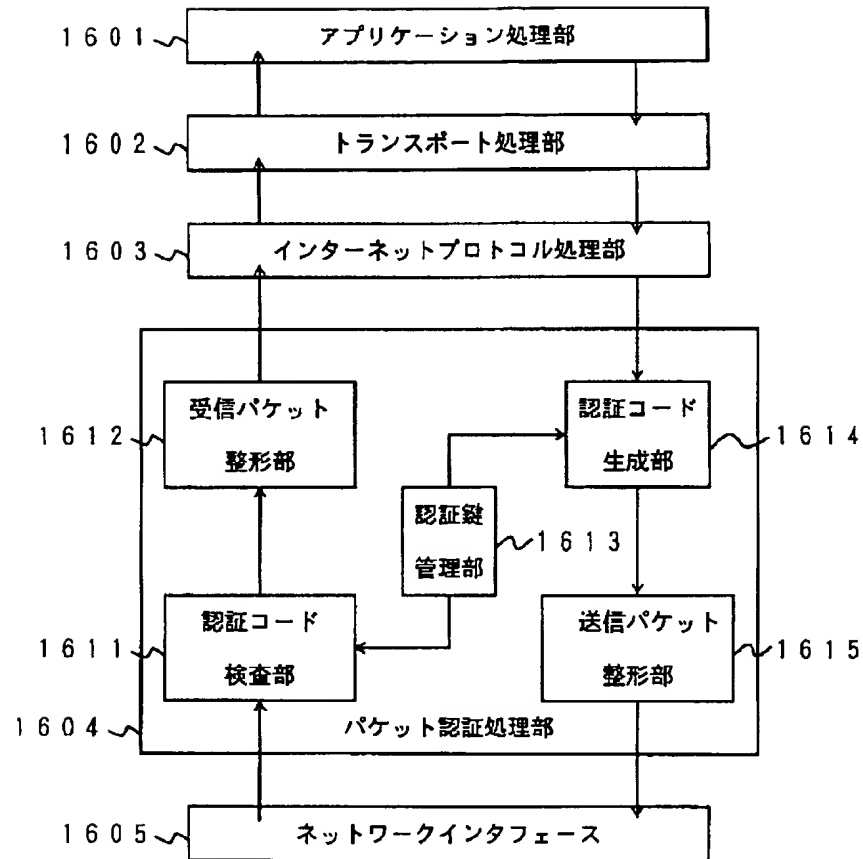 1601
アプリケーション処理部
1602
トランスポート処理部
1603
インターネットプロトコル処理部
1612
受信パケット
整形部
認証コード
生成部
1614
認証鍵
管理部
1613
1611
認証コード
検査部
送信パケット
整形部
1615
1604
パケット認証処理部
1605
ネットワークインタフェース